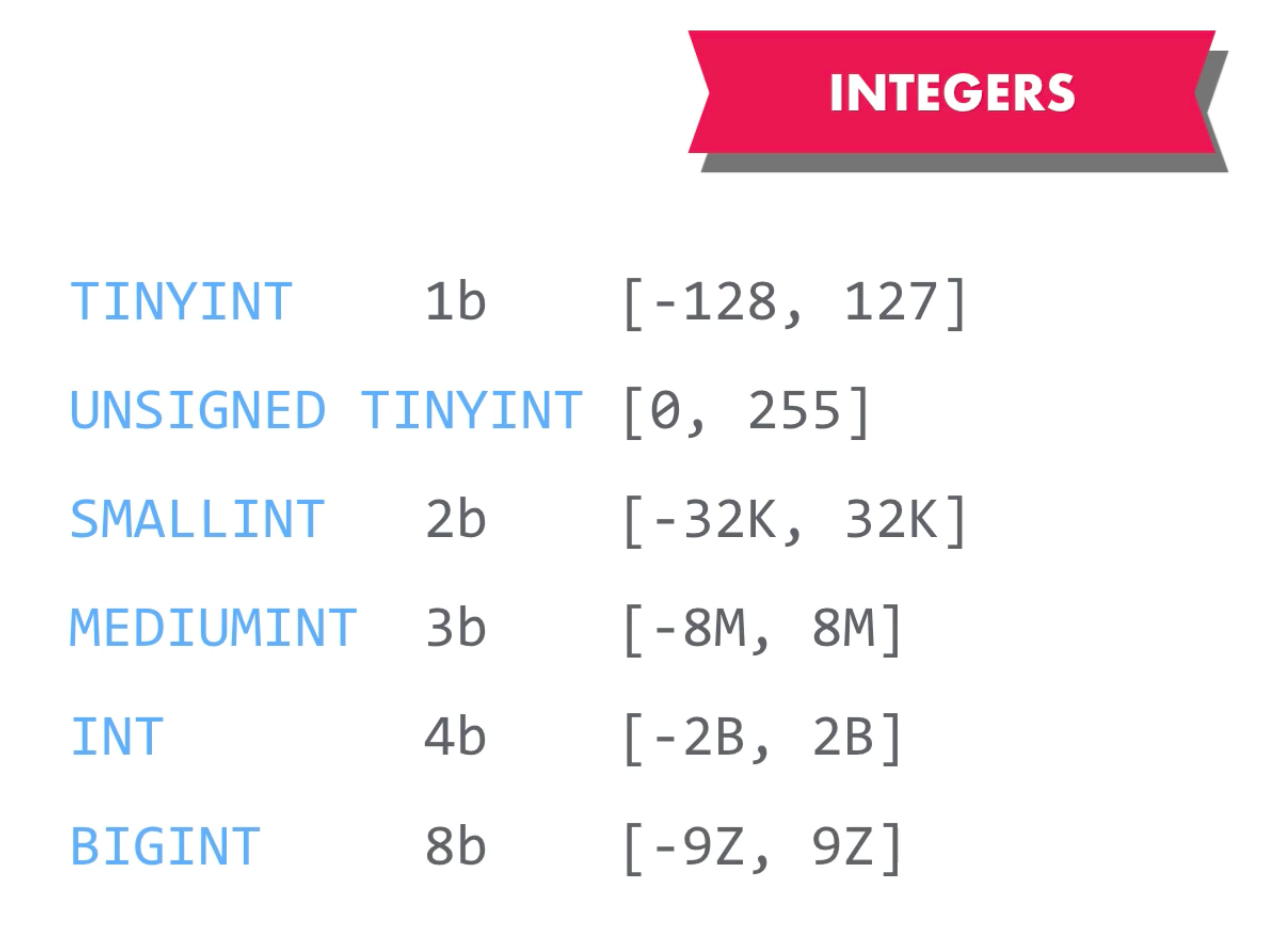 INTEGERS
TINYINT 1b [-128, 127]
UNSIGNED TINYINT [0, 255]
SMALLINT 2b [-32K, 32K]
MEDIUMINT 3b [-8M, 8M]
INT 4b [-2B, 2B]
BIGINT 8b [-9Z, 9Z]